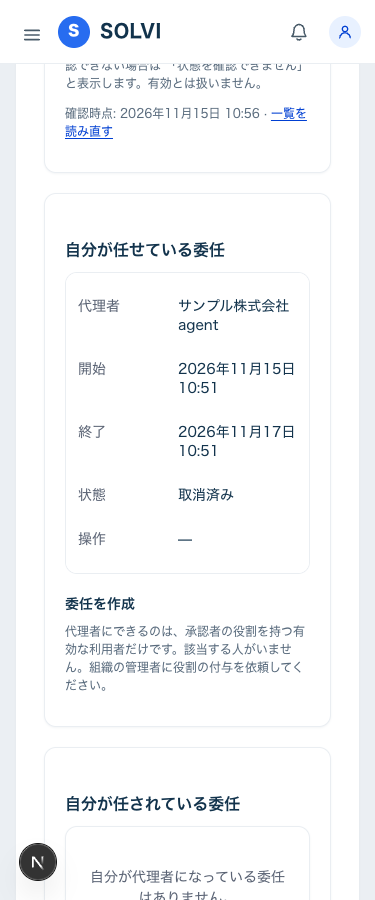 S SOLVI
認できない場合は「状態を確認できません」
と表示します。有効とは扱いません。
確認時点: 2026年11月15日 10:56 · 一覧を
読み直す
自分が任せている委任
代理者
サンプル株式会社
agent
開始
2026年11月15日
10:51
終了
2026年11月17日
10:51
状態
取消済み
操作
—
委任を作成
代理者にできるのは、承認者の役割を持つ有
効な利用者だけです。該当する人がいませ
ん。組織の管理者に役割の付与を依頼してく
ださい。
自分が任されている委任
自分が代理者になっている委任
はありません。
N